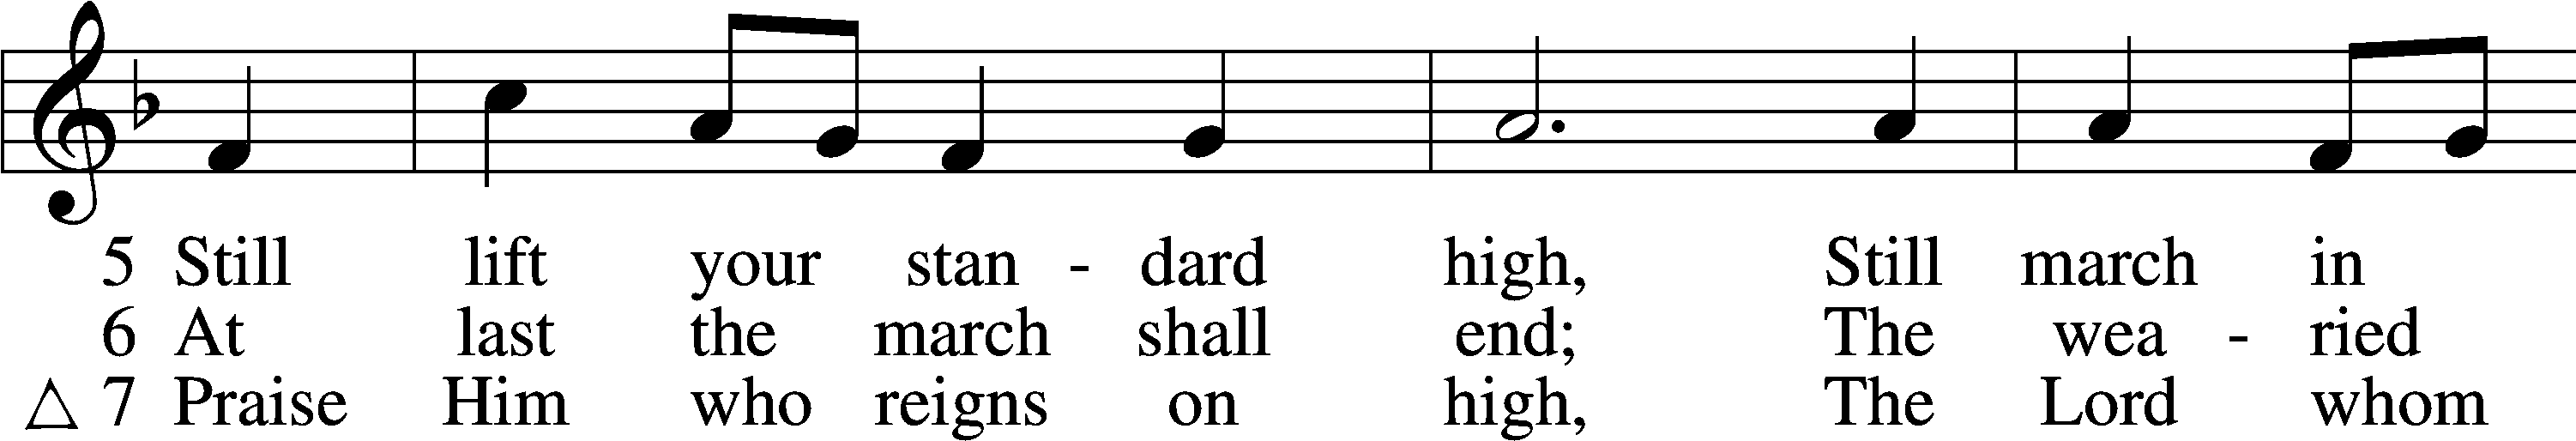 5 Still lift your stan - dard high, Still march in
6 At last the march shall end; The wea - ried
△ 7 Praise Him who reigns on high, The Lord whom